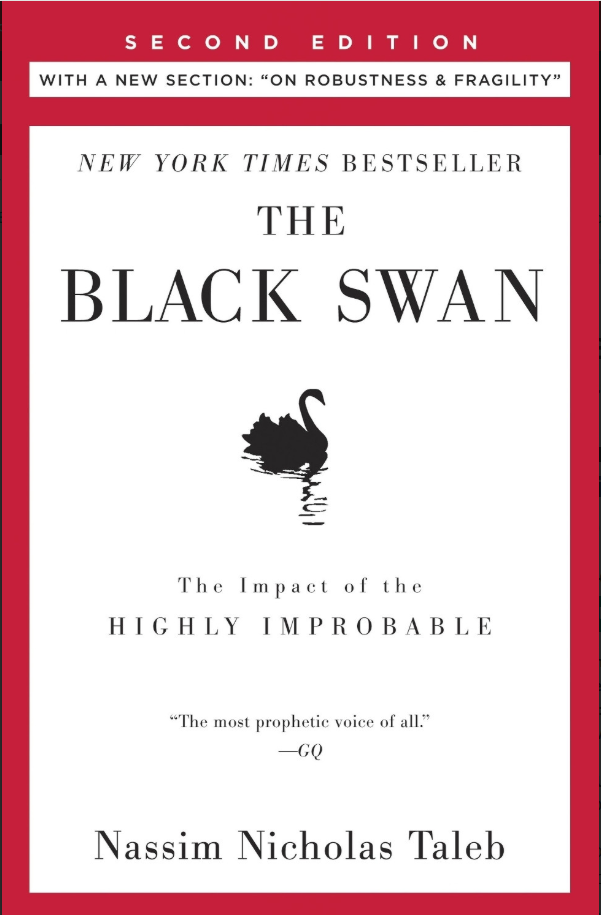 SECOND EDITION
WITH A NEW SECTION: “ON ROBUSTNESS & FRAGILITY”
NEW YORK TIMES BESTSELLER
THE
BLACK SWAN
The Impact of the
HIGHLY IMPROBABLE
“The most prophetic voice of all.”
—GQ
Nassim Nicholas Taleb